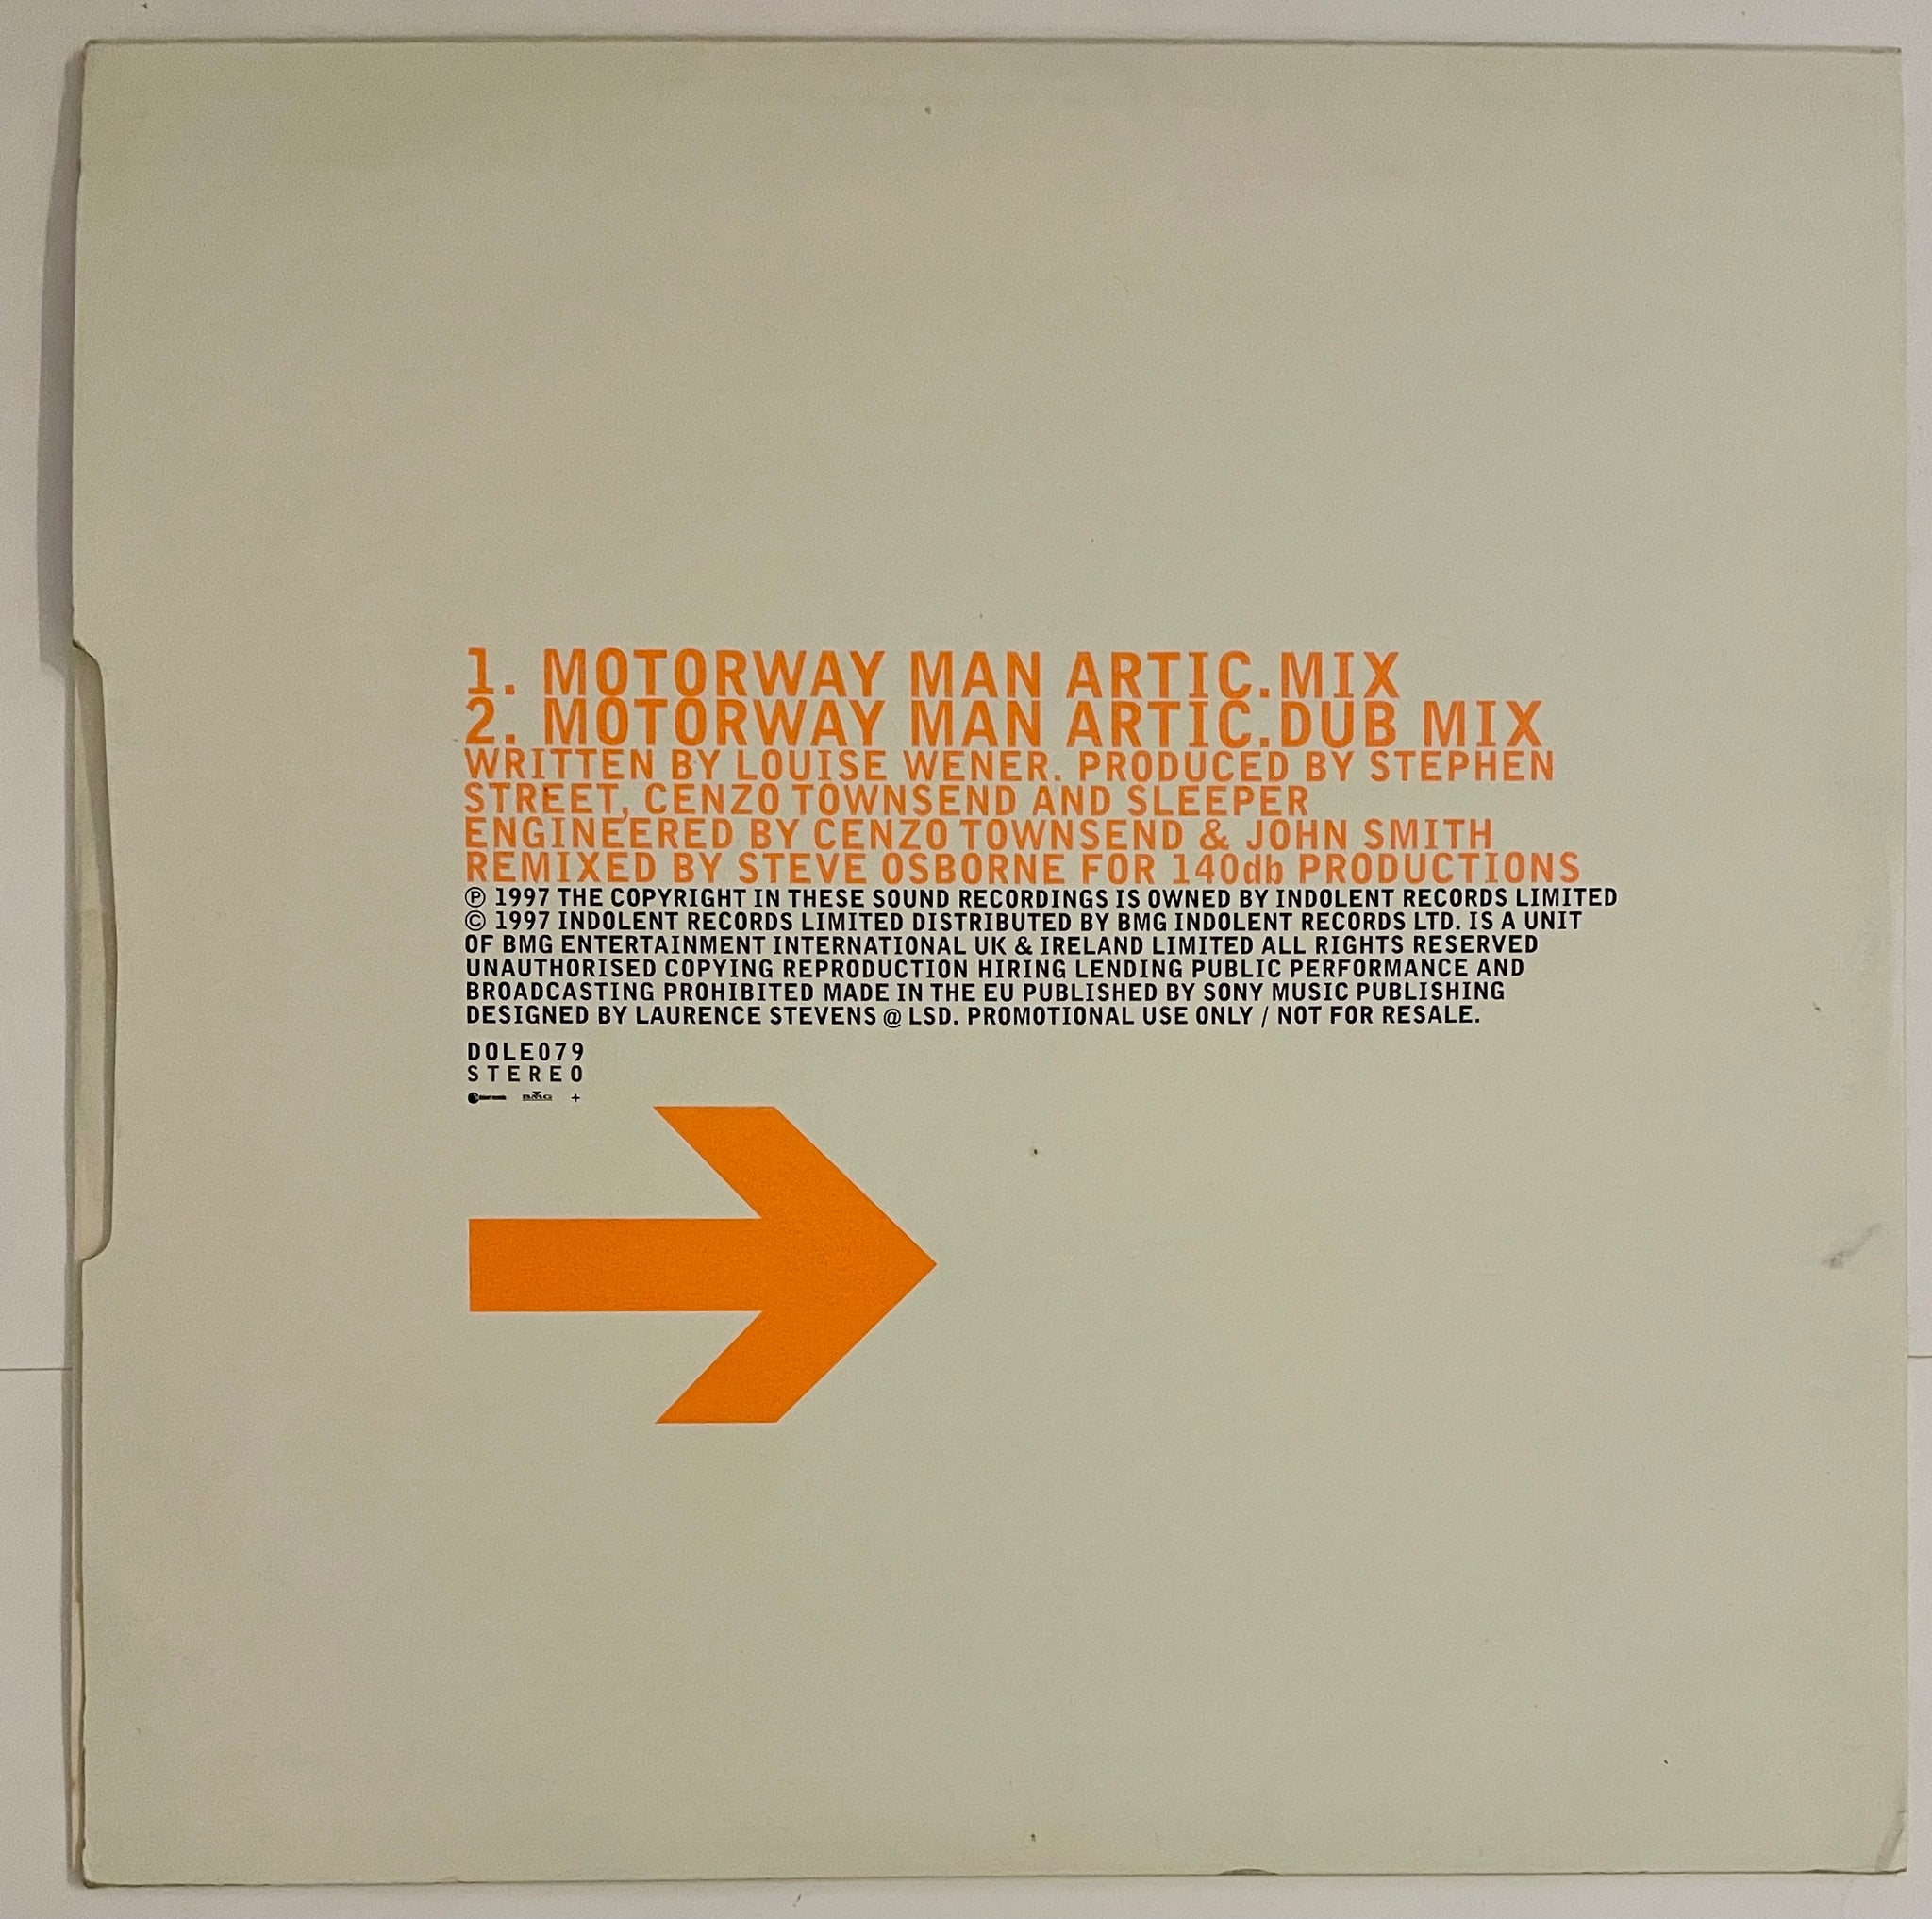 1. MOTORWAY MAN ARTIC.MIX
2. MOTORWAY MAN ARTIC.DUB MIX
WRITTEN BY LOUISE WENER. PRODUCED BY STEPHEN
STREET, CENZO TOWNSEND AND SLEEPER
ENGINEERED BY CENZO TOWNSEND & JOHN SMITH
REMIXED BY STEVE OSBORNE FOR 140db PRODUCTIONS
℗ 1997 THE COPYRIGHT IN THESE SOUND RECORDINGS IS OWNED BY INDOLENT RECORDS LIMITED
© 1997 INDOLENT RECORDS LIMITED DISTRIBUTED BY BMG INDOLENT RECORDS LTD. IS A UNIT
OF BMG ENTERTAINMENT INTERNATIONAL UK & IRELAND LIMITED ALL RIGHTS RESERVED
UNAUTHORISED COPYING REPRODUCTION HIRING LENDING PUBLIC PERFORMANCE AND
BROADCASTING PROHIBITED MADE IN THE EU PUBLISHED BY SONY MUSIC PUBLISHING
DESIGNED BY LAURENCE STEVENS @ LSD. PROMOTIONAL USE ONLY / NOT FOR RESALE.
DOLE079
STEREO
BMG +